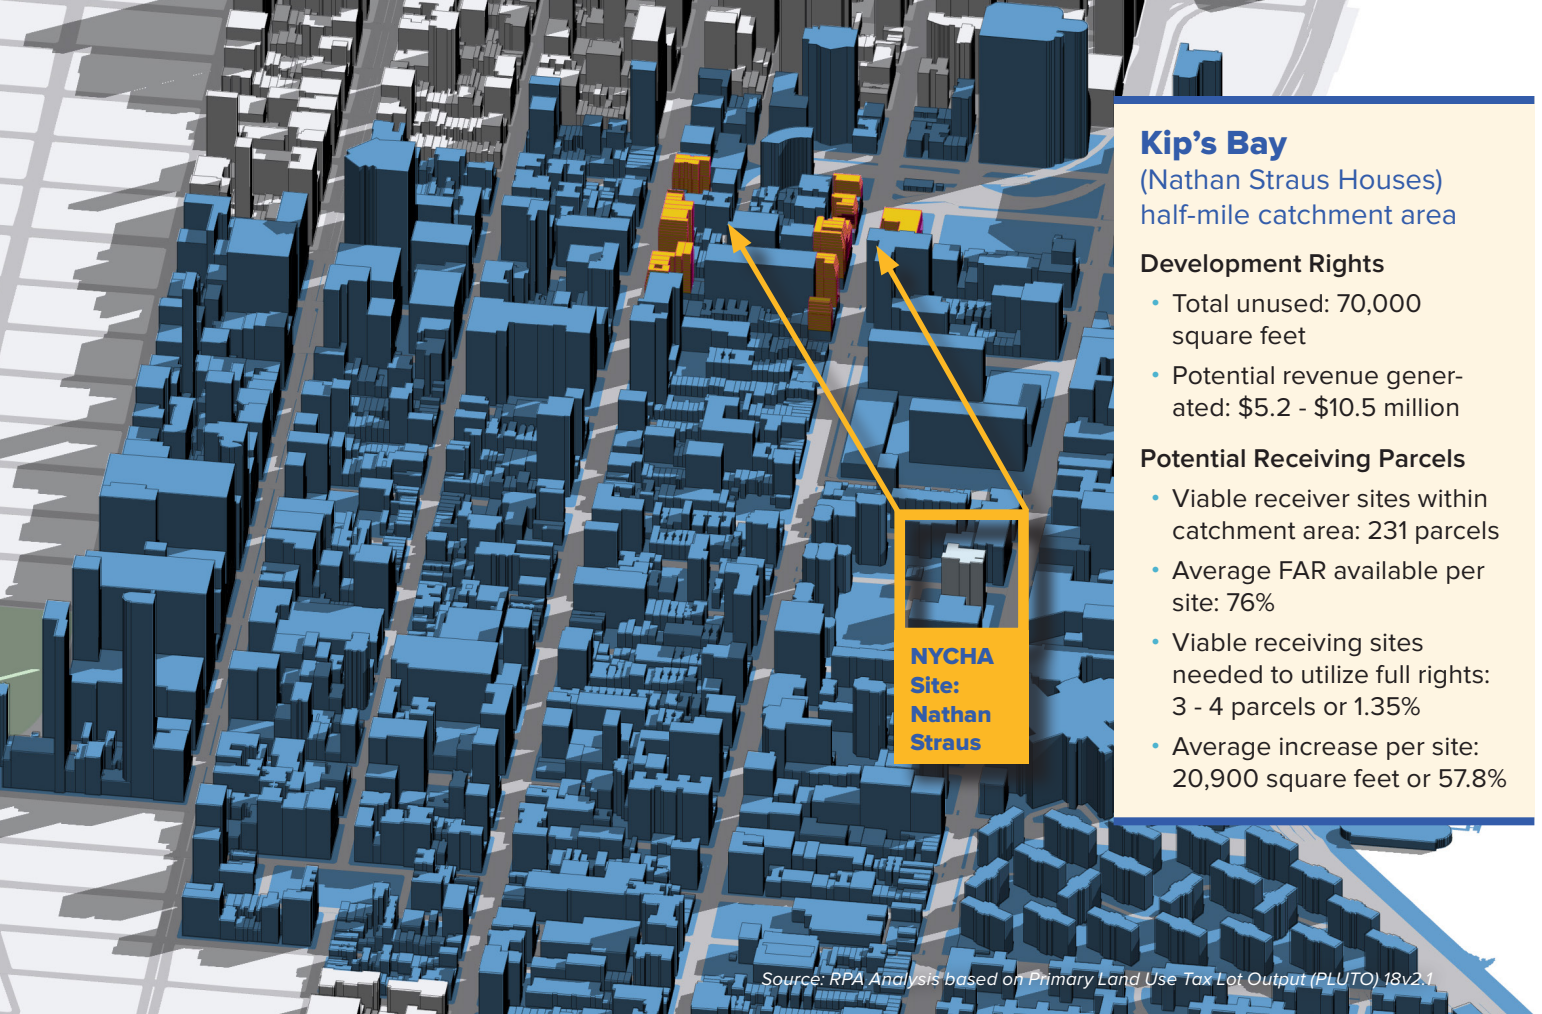 Kip's Bay
(Nathan Straus Houses)
half-mile catchment area
Development Rights
• Total unused: 70,000
square feet
• Potential revenue gener-
ated: $5.2 - $10.5 million
Potential Receiving Parcels
• Viable receiver sites within
catchment area: 231 parcels
• Average FAR available per
site: 76%
• Viable receiving sites
needed to utilize full rights:
3 - 4 parcels or 1.35%
• Average increase per site:
20,900 square feet or 57.8%
NYCHA
Site:
Nathan
Straus
Source: RPA Analysis based on Primary Land Use Tax Lot Output (PLUTO) 18v2.1